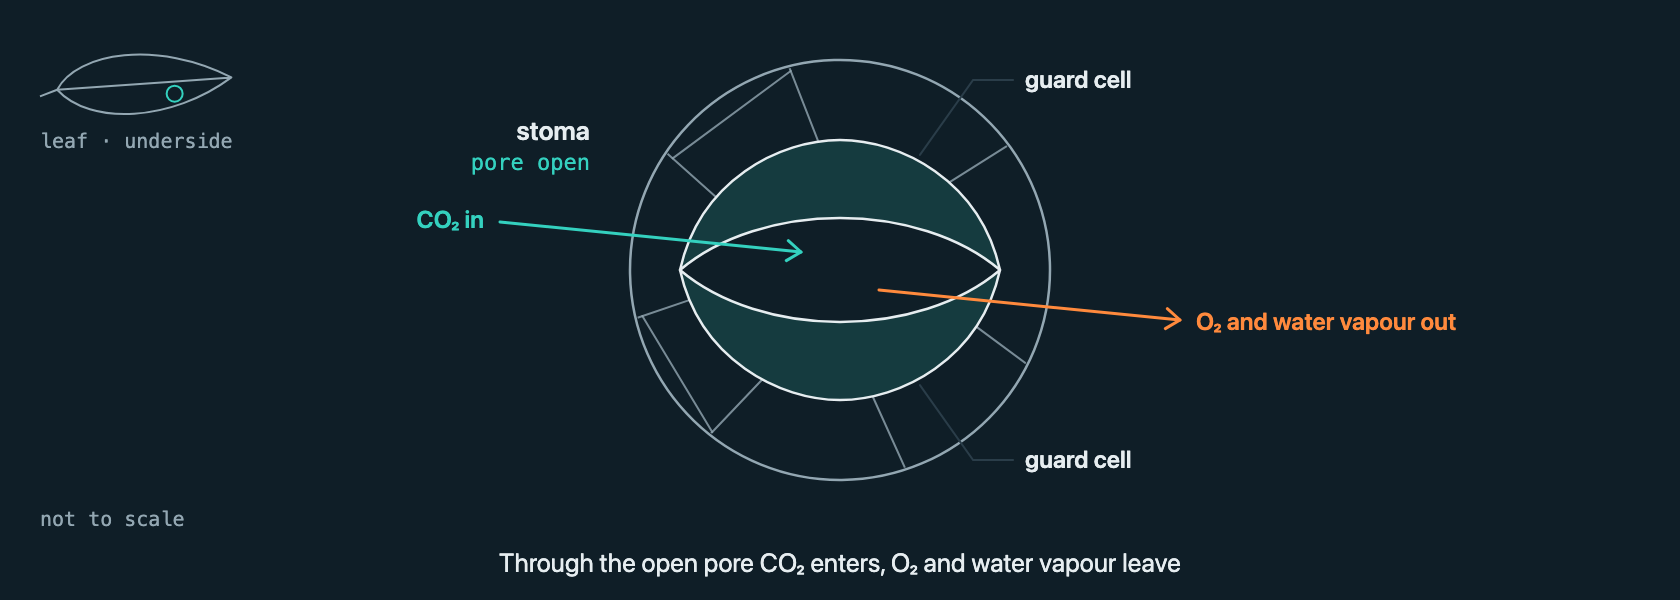 leaf · underside
stoma
pore open
CO₂ in
guard cell
O₂ and water vapour out
guard cell
not to scale
Through the open pore CO₂ enters, O₂ and water vapour leave